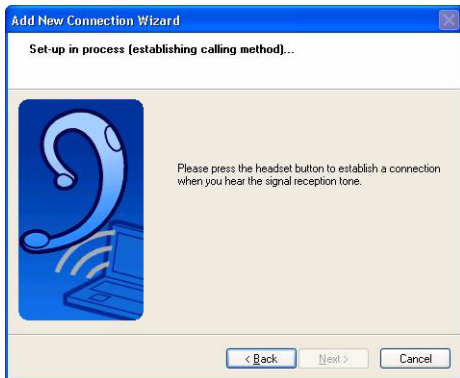 Add New Connection Wizard
Set-up in process (establishing calling method)...
Please press the headset button to establish a connection
when you hear the signal reception tone.
< Back
Next >
Cancel